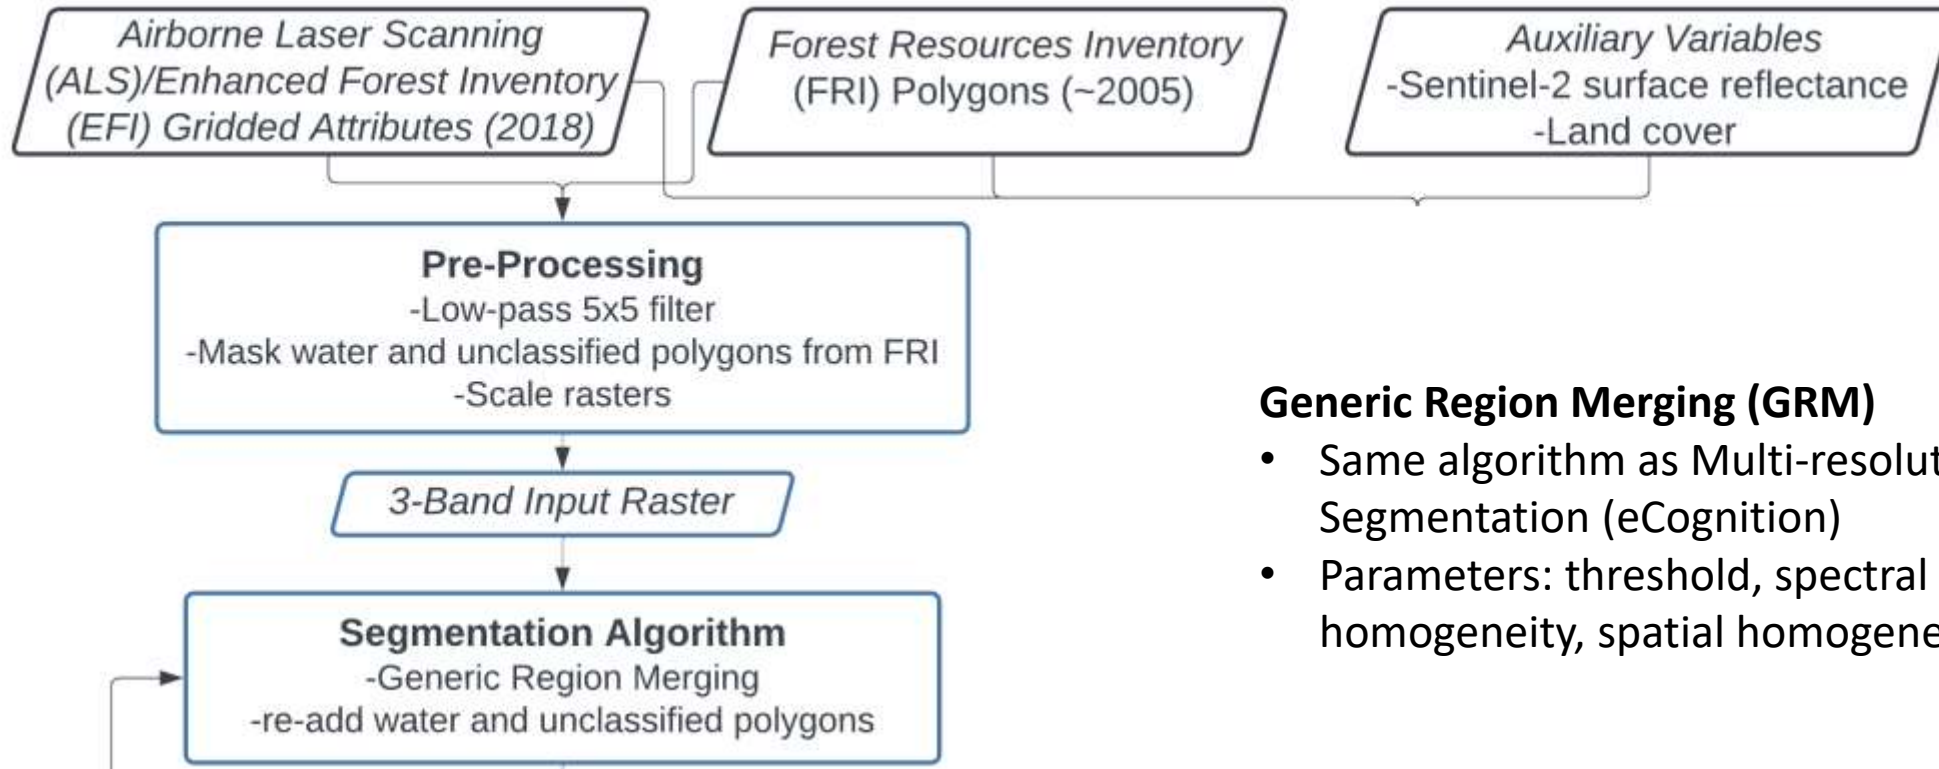 Airborne Laser Scanning
(ALS)/Enhanced Forest Inventory
(EFI) Gridded Attributes (2018)
Forest Resources Inventory
(FRI) Polygons (~2005)
Auxiliary Variables
-Sentinel-2 surface reflectance
-Land cover
Pre-Processing
-Low-pass 5x5 filter
-Mask water and unclassified polygons from FRI
-Scale rasters
3-Band Input Raster
Segmentation Algorithm
-Generic Region Merging
-re-add water and unclassified polygons
Generic Region Merging (GRM)
• Same algorithm as Multi-resolut
Segmentation (eCognition)
• Parameters: threshold, spectral
homogeneity, spatial homogene